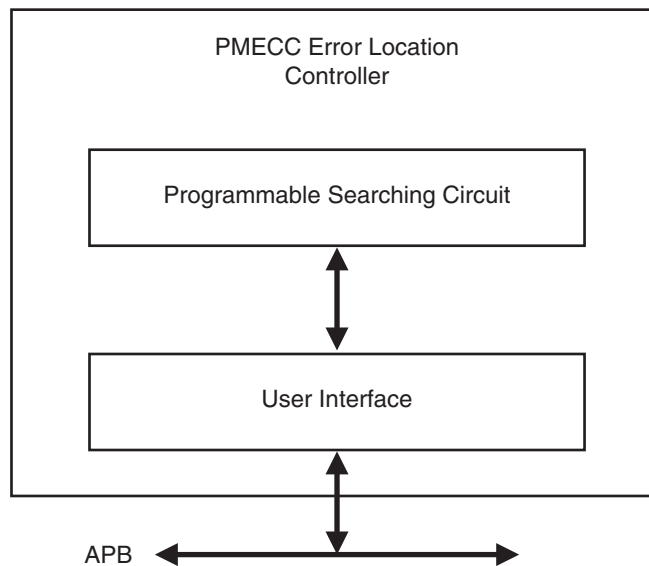 PMECC Error Location
Controller
Programmable Searching Circuit
User Interface
APB